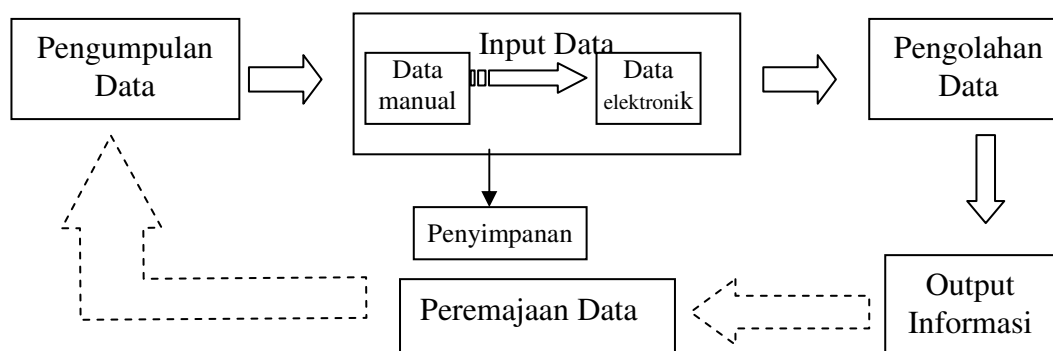 Pengumpulan
Data
Input Data
Data
manual
Data
elektronik
Pengolahan
Data
Penyimpanan
Peremajaan Data
Output
Informasi